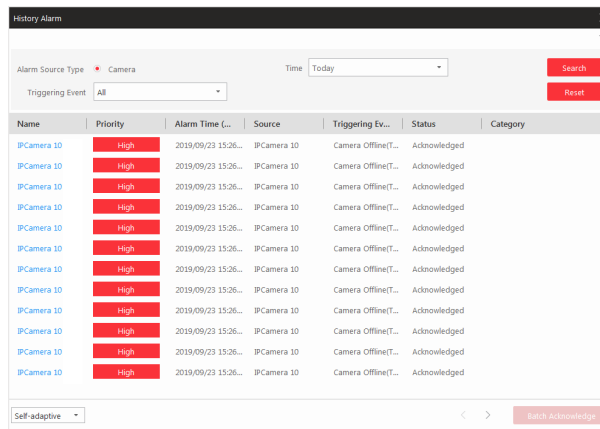 History Alarm
Alarm Source Type Camera Time Today Search
Triggering Event All Reset
Name Priority Alarm Time (... Source Triggering Ev... Status Category
IPCamera 10 High 2019/09/23 15:26... IPCamera 10 Camera Offline(T... Acknowledged
IPCamera 10 High 2019/09/23 15:26... IPCamera 10 Camera Offline(T... Acknowledged
IPCamera 10 High 2019/09/23 15:26... IPCamera 10 Camera Offline(T... Acknowledged
IPCamera 10 High 2019/09/23 15:26... IPCamera 10 Camera Offline(T... Acknowledged
IPCamera 10 High 2019/09/23 15:26... IPCamera 10 Camera Offline(T... Acknowledged
IPCamera 10 High 2019/09/23 15:26... IPCamera 10 Camera Offline(T... Acknowledged
IPCamera 10 High 2019/09/23 15:26... IPCamera 10 Camera Offline(T... Acknowledged
IPCamera 10 High 2019/09/23 15:26... IPCamera 10 Camera Offline(T... Acknowledged
IPCamera 10 High 2019/09/23 15:26... IPCamera 10 Camera Offline(T... Acknowledged
IPCamera 10 High 2019/09/23 15:26... IPCamera 10 Camera Offline(T... Acknowledged
IPCamera 10 High 2019/09/23 15:26... IPCamera 10 Camera Offline(T... Acknowledged
IPCamera 10 High 2019/09/23 15:26... IPCamera 10 Camera Offline(T... Acknowledged
Self-adaptive Batch Acknowledge